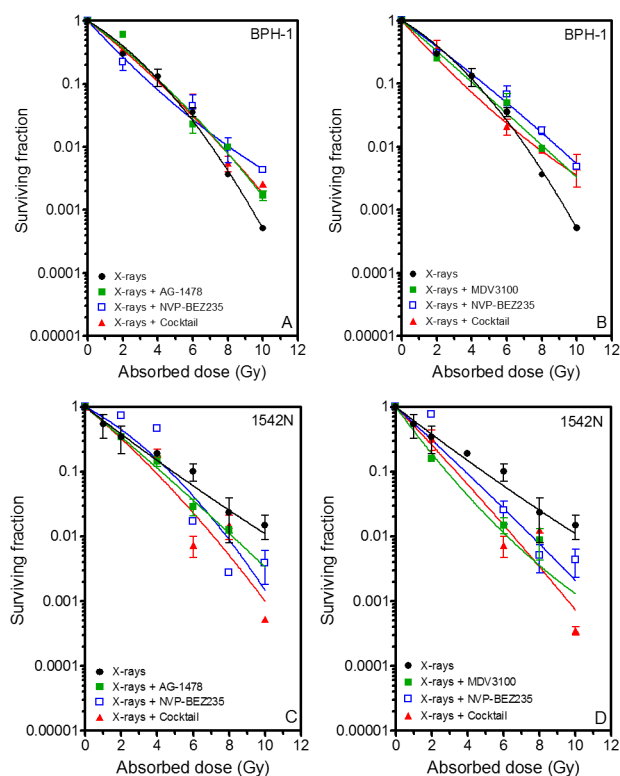 BPH-1
1
0.1
0.01
0.001
0.0001
0.00001
Surviving fraction
X-rays
X-rays + AG-1478
X-rays + NVP-BEZ235
X-rays + Cocktail
A
0 2 4 6 8 10 12
Absorbed dose (Gy)
BPH-1
1
0.1
0.01
0.001
0.0001
0.00001
Surviving fraction
X-rays
X-rays + MDV3100
X-rays + NVP-BEZ235
X-rays + Cocktail
B
0 2 4 6 8 10 12
Absorbed dose (Gy)
1542N
1
0.1
0.01
0.001
0.0001
0.00001
Surviving fraction
X-rays
X-rays + AG-1478
X-rays + NVP-BEZ235
X-rays + Cocktail
C
0 2 4 6 8 10 12
Absorbed dose (Gy)
1542N
1
0.1
0.01
0.001
0.0001
0.00001
Surviving fraction
X-rays
X-rays + MDV3100
X-rays + NVP-BEZ235
X-rays + Cocktail
D
0 2 4 6 8 10 12
Absorbed dose (Gy)